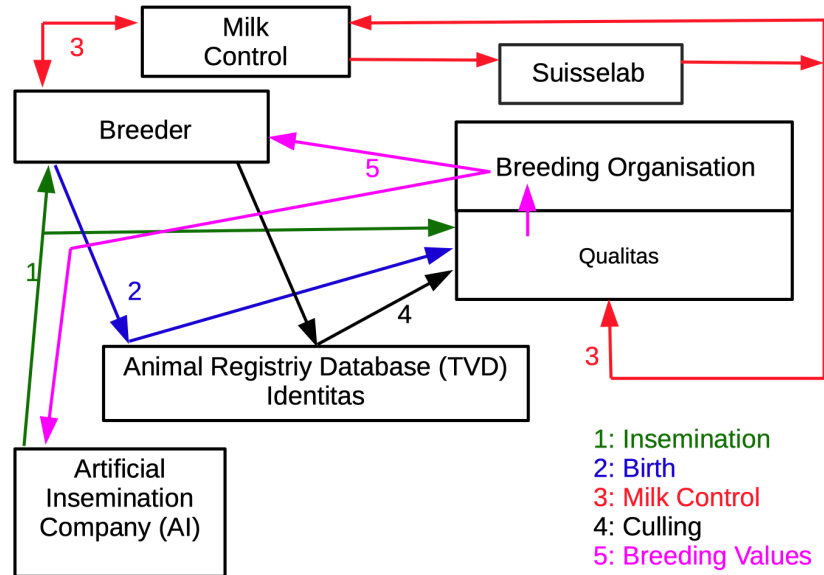 Milk
Control
3
Suisselab
Breeder
Breeding Organisation
5
Qualitas
1
2
4
3
Animal Registriy Database (TVD)
Identitas
Artificial
Insemination
Company (AI)
1: Insemination
2: Birth
3: Milk Control
4: Culling
5: Breeding Values